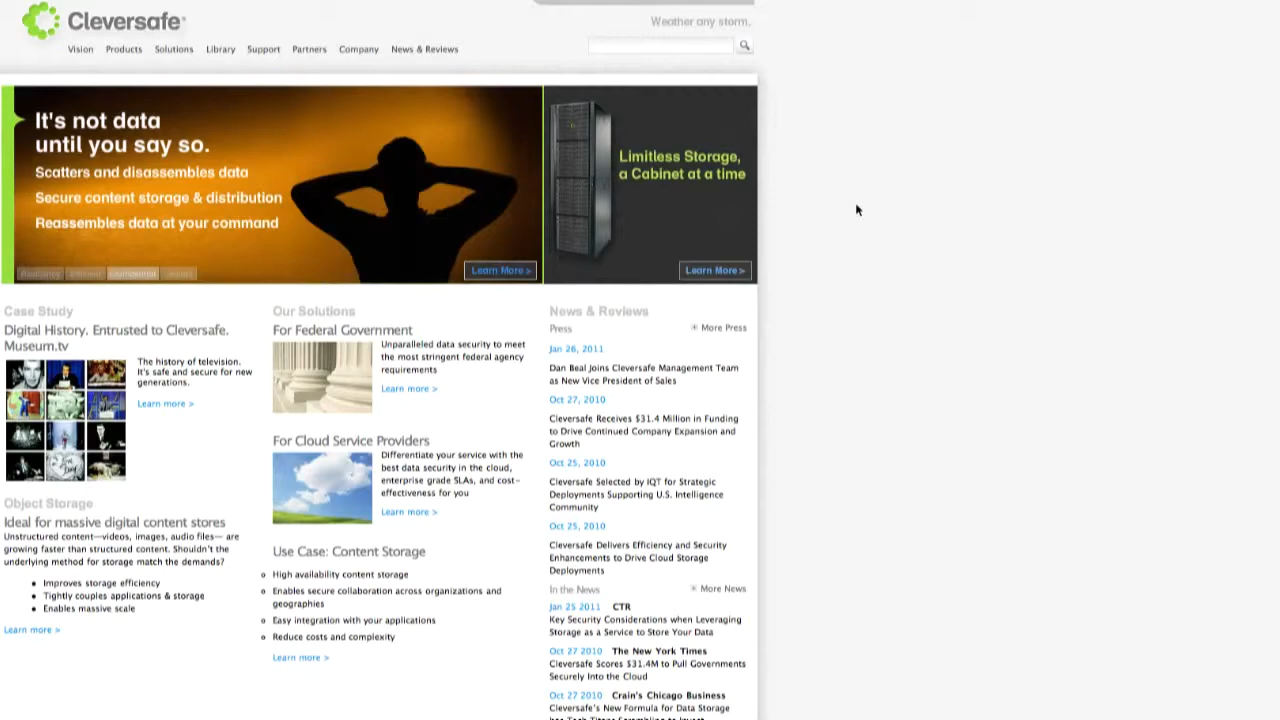 Cleversafe®
Weather any storm.
Vision Products Solutions Library Support Partners Company News & Reviews
It's not data
until you say so.
Scatters and disassembles data
Secure content storage & distribution
Reassembles data at your command
Learn More >
Limitless Storage,
a Cabinet at a time
Learn More >
Case Study
Digital History. Entrusted to Cleversafe.
Museum.tv
The history of television.
It's safe and secure for new
generations.
Learn more >
Object Storage
Ideal for massive digital content stores
Unstructured content—videos, images, audio files— are
growing faster than structured content. Shouldn't the
underlying method for storage match the demands?
Improves storage efficiency
Tightly couples applications & storage
Enables massive scale
Learn more >
Our Solutions
For Federal Government
Unparalleled data security to meet
the most stringent federal agency
requirements
Learn more >
For Cloud Service Providers
Differentiate your service with the
best data security in the cloud,
enterprise grade SLAs, and cost-
effectiveness for you
Learn more >
Use Case: Content Storage
High availability content storage
Enables secure collaboration across organizations and
geographies
Easy integration with your applications
Reduce costs and complexity
Learn more >
News & Reviews
Press
More Press
Jan 26, 2011
Dan Beal Joins Cleversafe Management Team
as New Vice President of Sales
Oct 27, 2010
Cleversafe Receives $31.4 Million in Funding
to Drive Continued Company Expansion and
Growth
Oct 25, 2010
Cleversafe Selected by IQT for Strategic
Deployments Supporting U.S. Intelligence
Community
Oct 25, 2010
Cleversafe Delivers Efficiency and Security
Enhancements to Drive Cloud Storage
Deployments
In the News
More News
Jan 25 2011 CTR
Key Security Considerations when Leveraging
Storage as a Service to Store Your Data
Oct 27 2010 The New York Times
Cleversafe Scores $31.4M to Pull Governments
Securely Into the Cloud
Oct 27 2010 Crain's Chicago Business
Cleversafe's New Formula for Data Storage